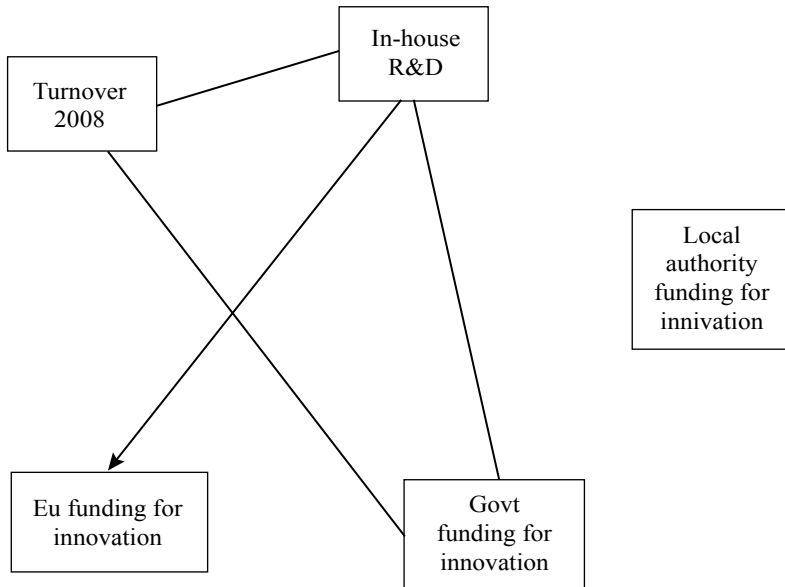 In-house
R&D
Turnover
2008
Local
authority
funding for
innivation
Eu funding for
innovation
Govt
funding for
innovation